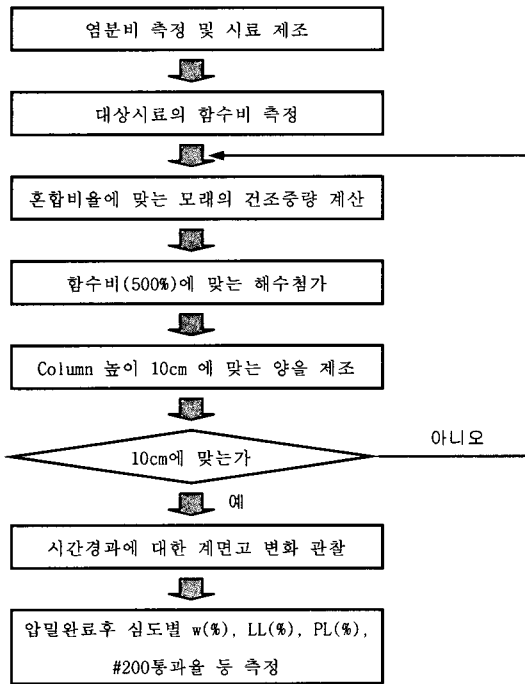 염분비 측정 및 시료 제조
대상시료의 함수비 측정
혼합비율에 맞는 모래의 건조중량 계산
함수비(500%)에 맞는 해수첨가
Column 높이 10cm 에 맞는 양을 제조
10cm에 맞는가
아니오
예
시간경과에 대한 계면고 변화 관찰
압밀완료후 심도별 w(%), LL(%), PL(%),
#200통과율 등 측정